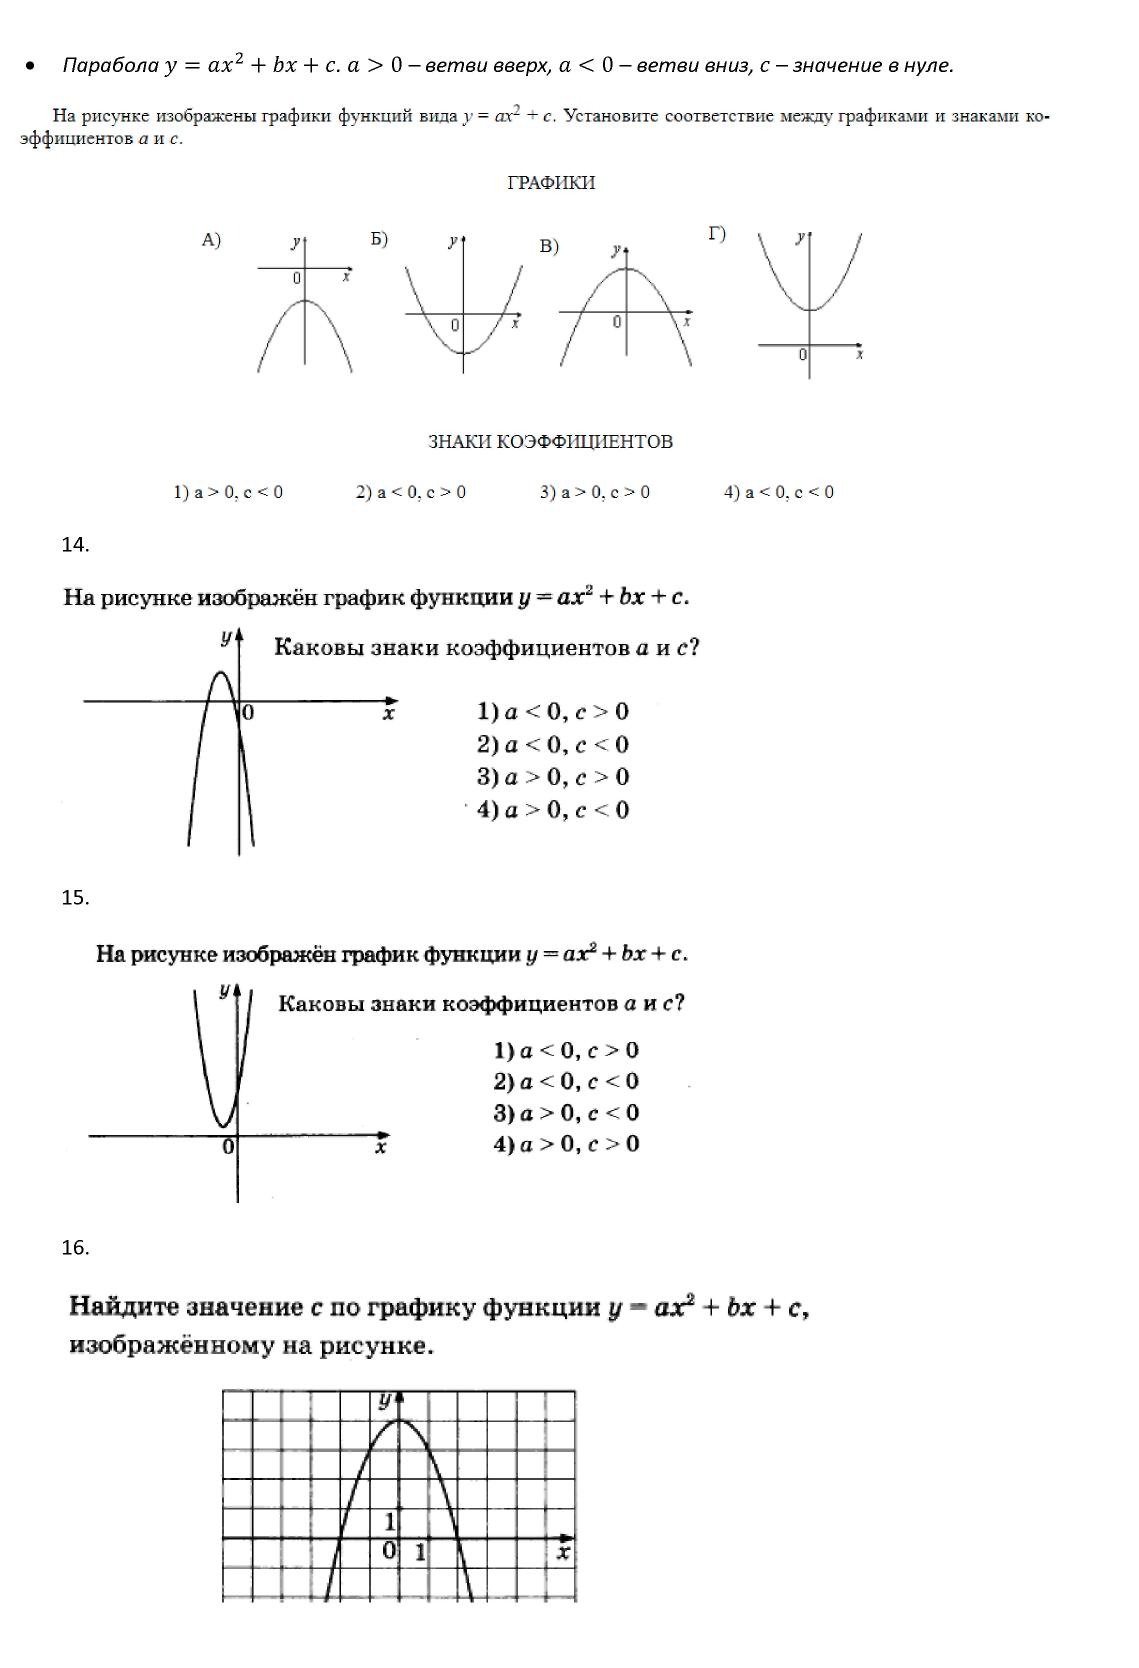 • Парабола y = ax² + bx + c. a > 0 – ветви вверх, a < 0 – ветви вниз, c – значение в нуле.
На рисунке изображены графики функций вида y = ax² + c. Установите соответствие между графиками и знаками ко-
эффициентов a и c.
ГРАФИКИ
А) Б) В) Г)
y 0 x
y 0 x
y 0 x
y 0 x
ЗНАКИ КОЭФФИЦИЕНТОВ
1) a > 0, c < 0 2) a < 0, c > 0 3) a > 0, c > 0 4) a < 0, c < 0
14.
На рисунке изображён график функции y = ax² + bx + c.
Каковы знаки коэффициентов a и c?
y
0
x
1) a < 0, c > 0
2) a < 0, c < 0
3) a > 0, c > 0
4) a > 0, c < 0
15.
На рисунке изображён график функции y = ax² + bx + c.
y
Каковы знаки коэффициентов a и c?
1) a < 0, c > 0
2) a < 0, c < 0
3) a > 0, c < 0
4) a > 0, c > 0
0
x
16.
Найдите значение c по графику функции y = ax² + bx + c,
изображённому на рисунке.
y
1
0 1 x